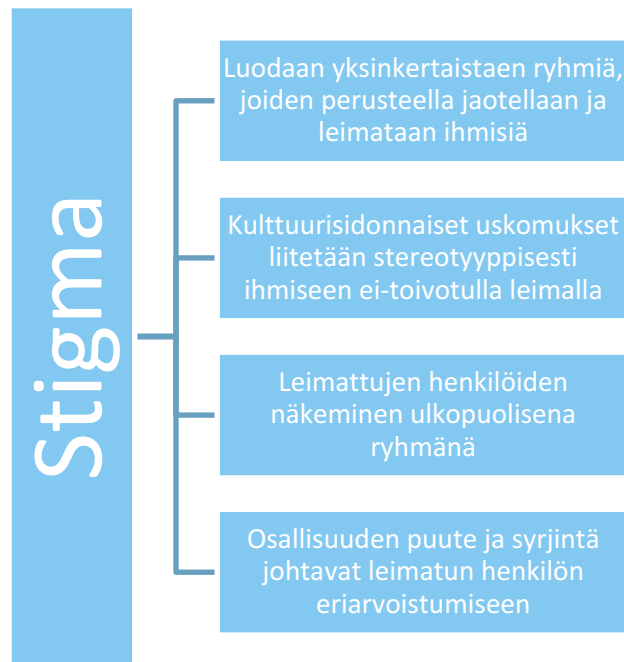 Stigma
Luodaan yksinkertaistaen ryhmiä,
joiden perusteella jaotellaan ja
leimataan ihmisiä
Kulttuurisidonnaiset uskomukset
liitetään stereotyyppisesti
ihmiseen ei-toivotulla leimalla
Leimattujen henkilöiden
näkeminen ulkopuolisena
ryhmänä
Osallisuuden puute ja syrjintä
johtavat leimatun henkilön
eriarvoistumiseen